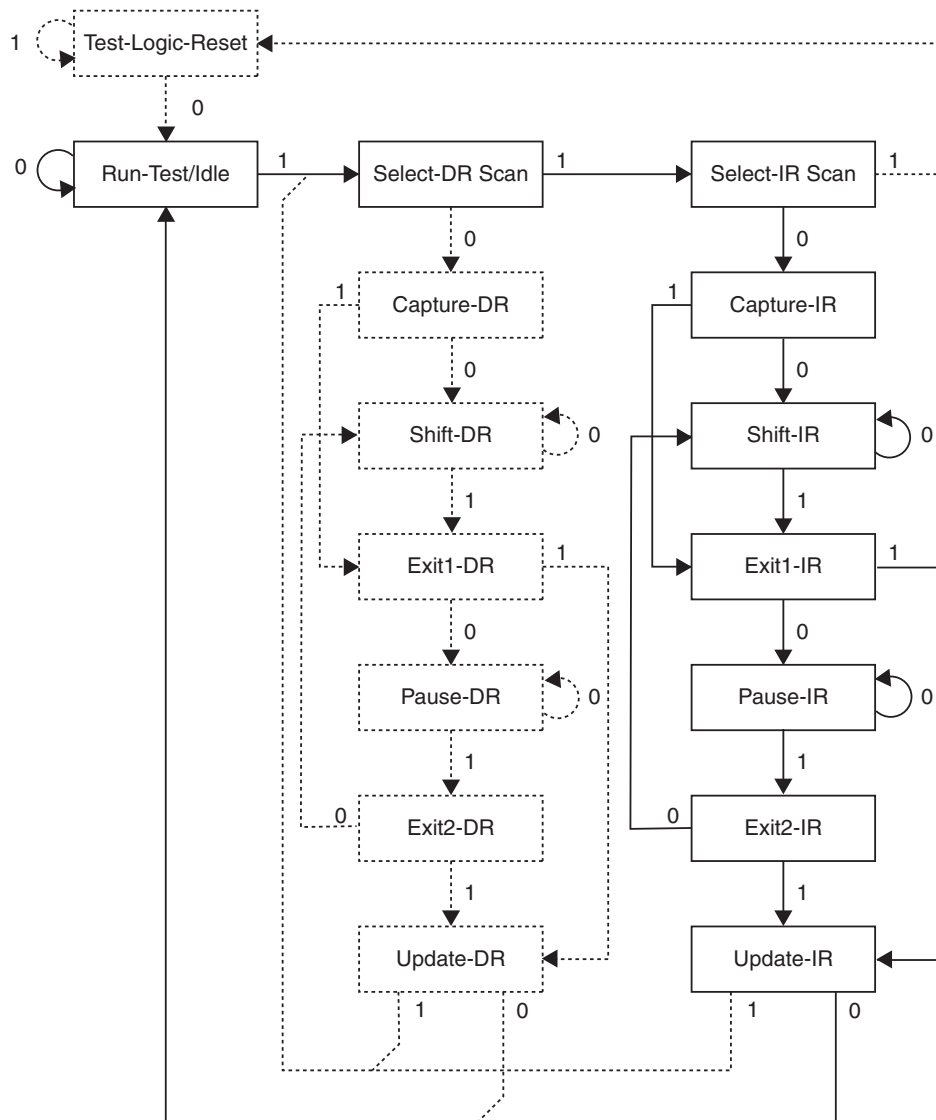 1
Test-Logic-Reset
0
0
Run-Test/Idle
1
Select-DR Scan
1
Select-IR Scan
1
0
0
1
Capture-DR
1
Capture-IR
0
0
Shift-DR
0
Shift-IR
0
1
1
Exit1-DR
1
Exit1-IR
1
0
0
Pause-DR
0
Pause-IR
0
1
1
0
Exit2-DR
0
Exit2-IR
1
1
Update-DR
Update-IR
1
0
1
0